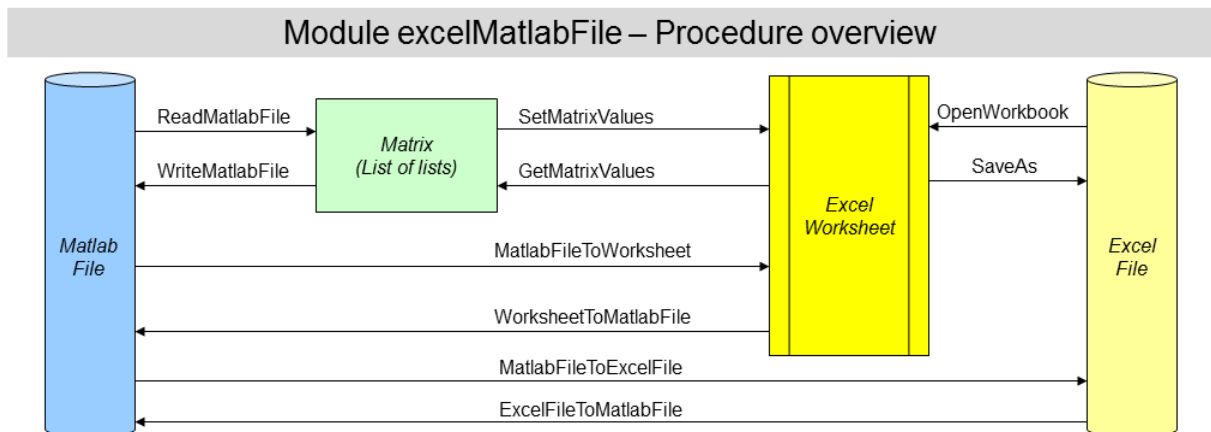 Module excelMatlabFile – Procedure overview
ReadMatlabFile
SetMatrixValues
OpenWorkbook
Matrix
(List of lists)
WriteMatlabFile
GetMatrixValues
SaveAs
Excel
Worksheet
Matlab
File
MatlabFileToWorksheet
Excel
File
WorksheetToMatlabFile
MatlabFileToExcelFile
ExcelFileToMatlabFile